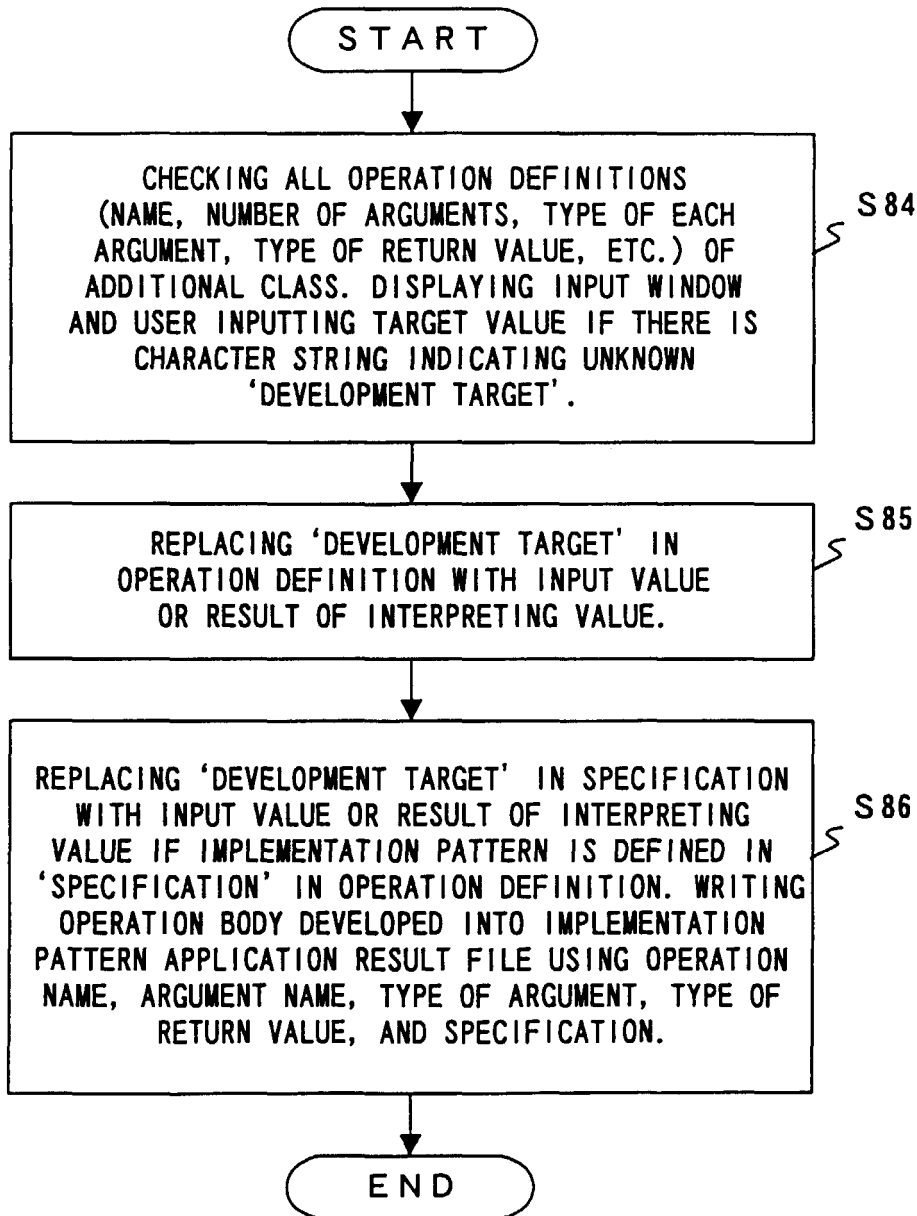 START
CHECKING ALL OPERATION DEFINITIONS
(NAME, NUMBER OF ARGUMENTS, TYPE OF EACH
ARGUMENT, TYPE OF RETURN VALUE, ETC.) OF
ADDITIONAL CLASS. DISPLAYING INPUT WINDOW
AND USER INPUTTING TARGET VALUE IF THERE IS
CHARACTER STRING INDICATING UNKNOWN
'DEVELOPMENT TARGET'.
S84
REPLACING 'DEVELOPMENT TARGET' IN
OPERATION DEFINITION WITH INPUT VALUE
OR RESULT OF INTERPRETING VALUE.
S85
REPLACING 'DEVELOPMENT TARGET' IN SPECIFICATION
WITH INPUT VALUE OR RESULT OF INTERPRETING
VALUE IF IMPLEMENTATION PATTERN IS DEFINED IN
'SPECIFICATION' IN OPERATION DEFINITION. WRITING
OPERATION BODY DEVELOPED INTO IMPLEMENTATION
PATTERN APPLICATION RESULT FILE USING OPERATION
NAME, ARGUMENT NAME, TYPE OF ARGUMENT, TYPE OF
RETURN VALUE, AND SPECIFICATION.
S86
END